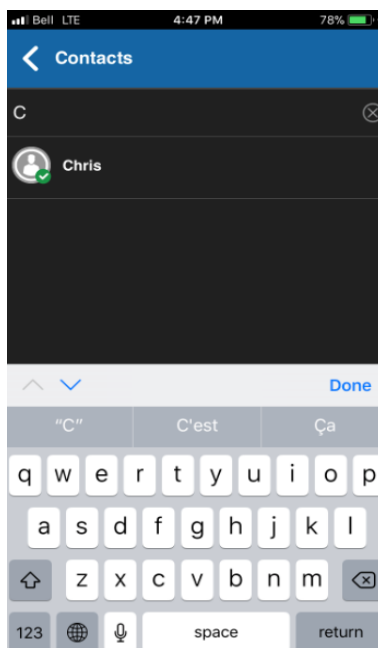 Bell LTE 4:47 PM 78%
Contacts
C
Chris
Done
"C" C'est Ça
q w e r t y u i o p
a s d f g h j k l
z x c v b n m
123 space return